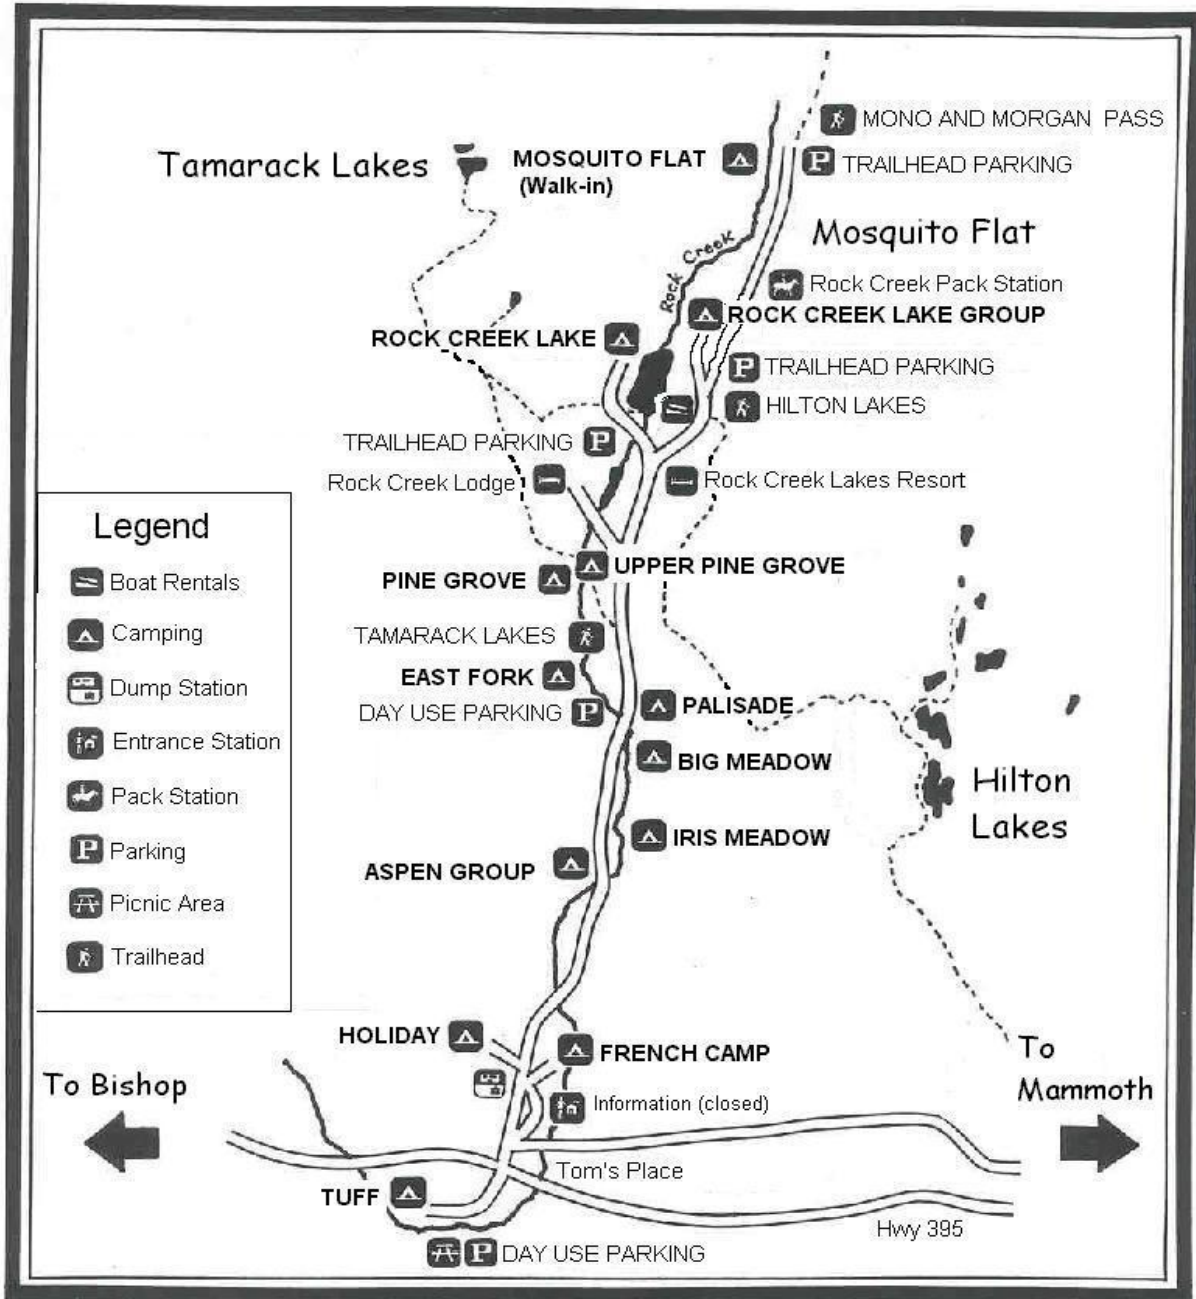 MONO AND MORGAN PASS
Tamarack Lakes
MOSQUITO FLAT
(Walk-in)
P TRAILHEAD PARKING
Mosquito Flat
Rock Creek
Rock Creek Pack Station
ROCK CREEK LAKE GROUP
ROCK CREEK LAKE
P TRAILHEAD PARKING
HILTON LAKES
TRAILHEAD PARKING P
Rock Creek Lodge
Rock Creek Lakes Resort
Legend
Boat Rentals
Camping
Dump Station
Entrance Station
Pack Station
P Parking
Picnic Area
Trailhead
UPPER PINE GROVE
PINE GROVE
TAMARACK LAKES
EAST FORK
DAY USE PARKING P
PALISADE
BIG MEADOW
Hilton
Lakes
IRIS MEADOW
ASPEN GROUP
HOLIDAY
FRENCH CAMP
To Bishop
To
Mammoth
Information (closed)
Tom's Place
TUFF
Hwy 395
P DAY USE PARKING